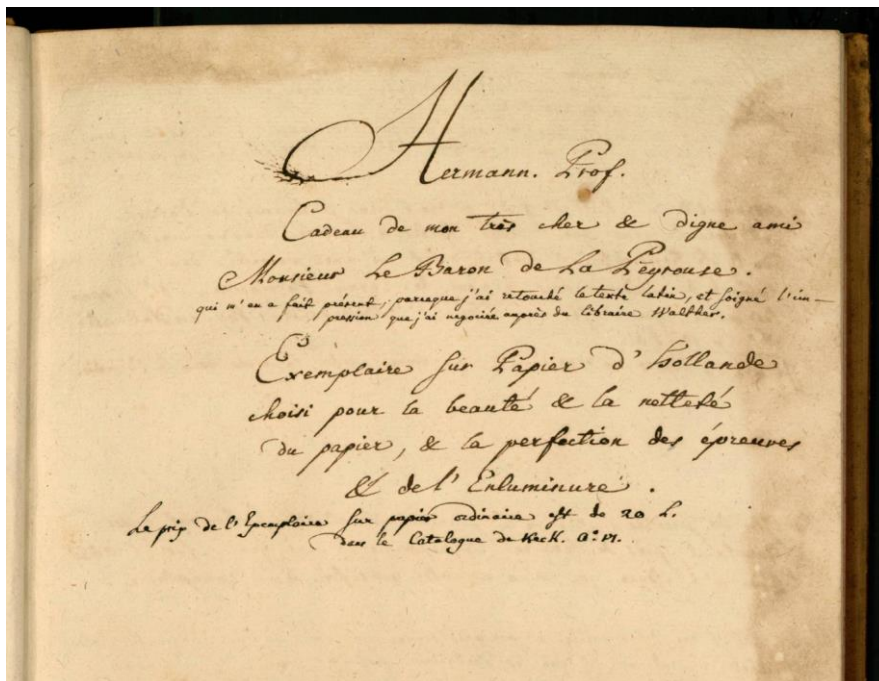 Hermann. Prof.
Cadeau de mon très cher & digne ami
Monsieur Le Baron de La Peyrouse.
qui m'en a fait présent, parceque j'ai retouché le texte latin, et soigné l'im-
pression que j'ai negociée auprès du libraire Walther.
Exemplaire sur Papier d'Hollande
choisi pour la beauté & la netteté
du papier, & la perfection des épreuves
& de l'Enluminure.
Le prix de l'Exemplaire sur papier ordinaire est de 20 L.
dans le Catalogue de Keck.